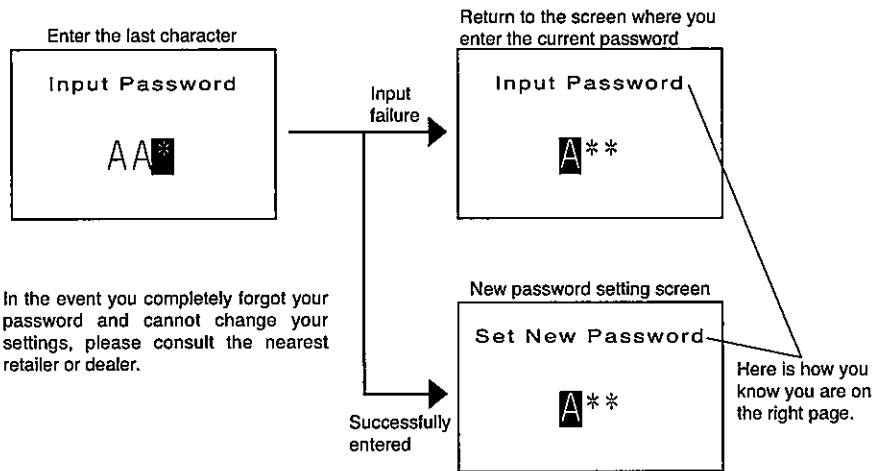 Enter the last character
Input Password
AA*
Input
failure
Return to the screen where you
enter the current password
Input Password
A**
In the event you completely forgot your
password and cannot change your
settings, please consult the nearest
retailer or dealer.
Successfully
entered
New password setting screen
Set New Password
A**
Here is how you
know you are on
the right page.